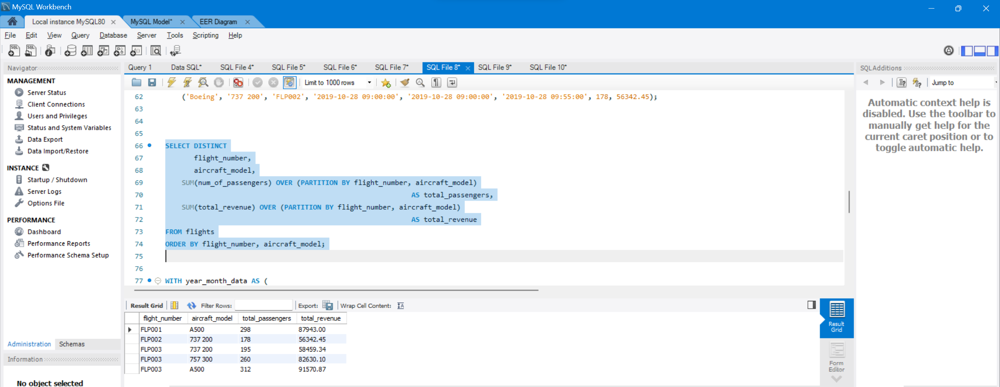 MySQL Workbench
Local instance MySQL80
MySQL Model*
EER Diagram
File Edit View Query Database Server Tools Scripting Help
Navigator
MANAGEMENT
Server Status
Client Connections
Users and Privileges
Status and System Variables
Data Export
Data Import/Restore
INSTANCE
Startup / Shutdown
Server Logs
Options File
PERFORMANCE
Dashboard
Performance Reports
Performance Schema Setup
Administration Schemas
Information
No object selected
Query 1 Data SQL* SQL File 4* SQL File 5* SQL File 6* SQL File 7* SQL File 8* SQL File 9* SQL File 10*
Limit to 1000 rows
62 ('Boeing', '737 200', 'FLP002', '2019-10-28 09:00:00', '2019-10-28 09:00:00', '2019-10-28 09:55:00', 178, 56342.45);
63
64
65
66 SELECT DISTINCT
67 flight_number,
68 aircraft_model,
69 SUM(num_of_passengers) OVER (PARTITION BY flight_number, aircraft_model)
70 AS total_passengers,
71 SUM(total_revenue) OVER (PARTITION BY flight_number, aircraft_model)
72 AS total_revenue
73 FROM flights
74 ORDER BY flight_number, aircraft_model;
75
76
77 WITH year_month_data AS (
Result Grid Filter Rows: Export: Wrap Cell Content:
flight_number aircraft_model total_passengers total_revenue
FLP001 A500 298 87943.00
FLP002 737 200 178 56342.45
FLP003 737 200 195 58459.34
FLP003 757 300 260 82630.10
FLP003 A500 312 91570.87
Result
Grid
Form
Editor
SQLAdditions
Jump to
Automatic context help is
disabled. Use the toolbar to
manually get help for the
current caret position or to
toggle automatic help.